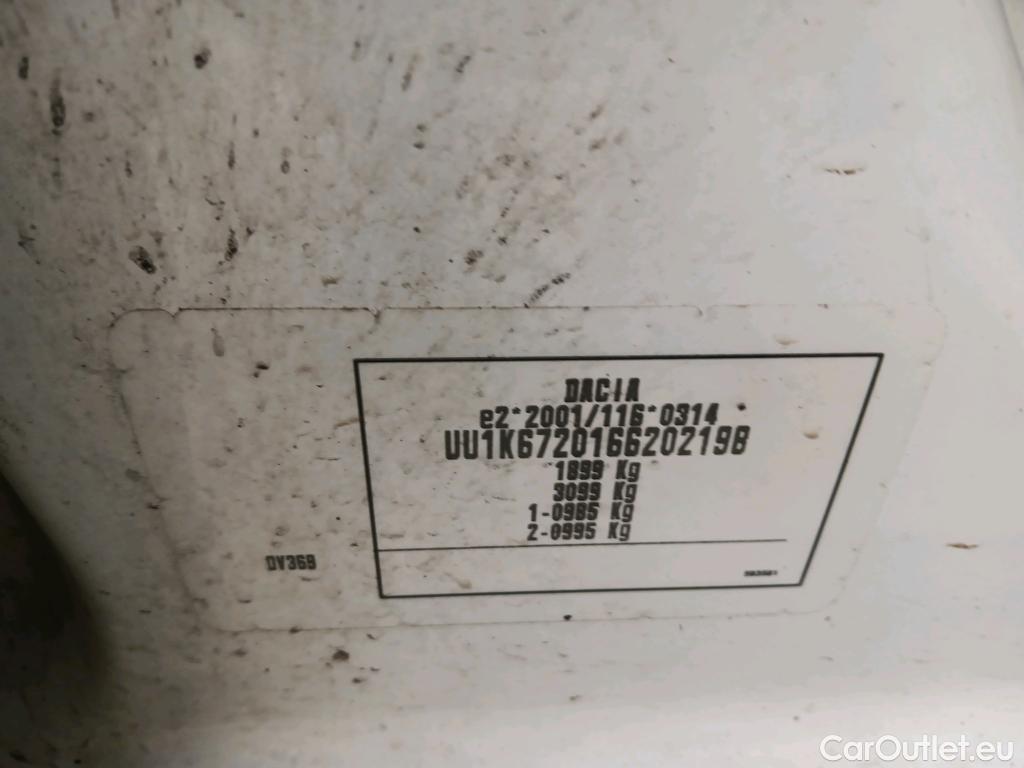 DACIA
e2*2001/116*0314
UU1K6720166202198
1899 Kg
3099 Kg
1-0985 Kg
2-0995 Kg
DV369
CarOutlet.eu